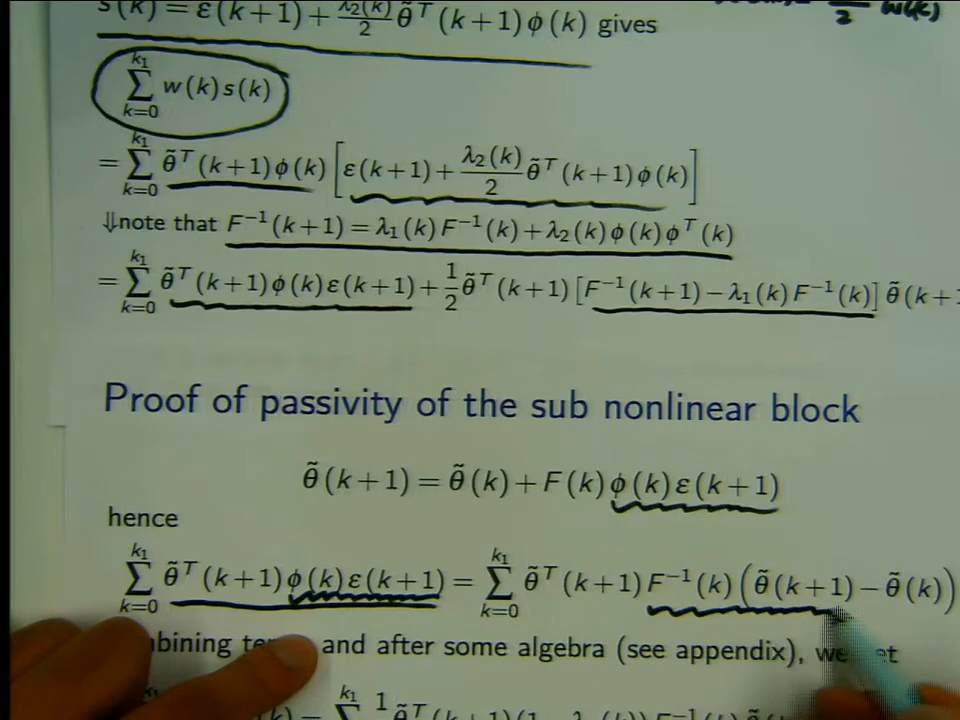 s(k) = ε(k+1) + λ₂(k)/2 θ̃ᵀ(k+1)ϕ(k) gives
2 w(k)
∑_{k=0}^{k₁} w(k)s(k)
= ∑_{k=0}^{k₁} θ̃ᵀ(k+1)ϕ(k) [ε(k+1) + λ₂(k)/2 θ̃ᵀ(k+1)ϕ(k)]
⇓note that F⁻¹(k+1) = λ₁(k)F⁻¹(k) + λ₂(k)ϕ(k)ϕᵀ(k)
= ∑_{k=0}^{k₁} θ̃ᵀ(k+1)ϕ(k)ε(k+1) + 1/2 θ̃ᵀ(k+1) [F⁻¹(k+1) − λ₁(k)F⁻¹(k)] θ̃(k+1
Proof of passivity of the sub nonlinear block
θ̃(k+1) = θ̃(k) + F(k)ϕ(k)ε(k+1)
hence
∑_{k=0}^{k₁} θ̃ᵀ(k+1)ϕ(k)ε(k+1) = ∑_{k=0}^{k₁} θ̃ᵀ(k+1)F⁻¹(k)(θ̃(k+1) − θ̃(k))
and after some algebra (see appendix), we